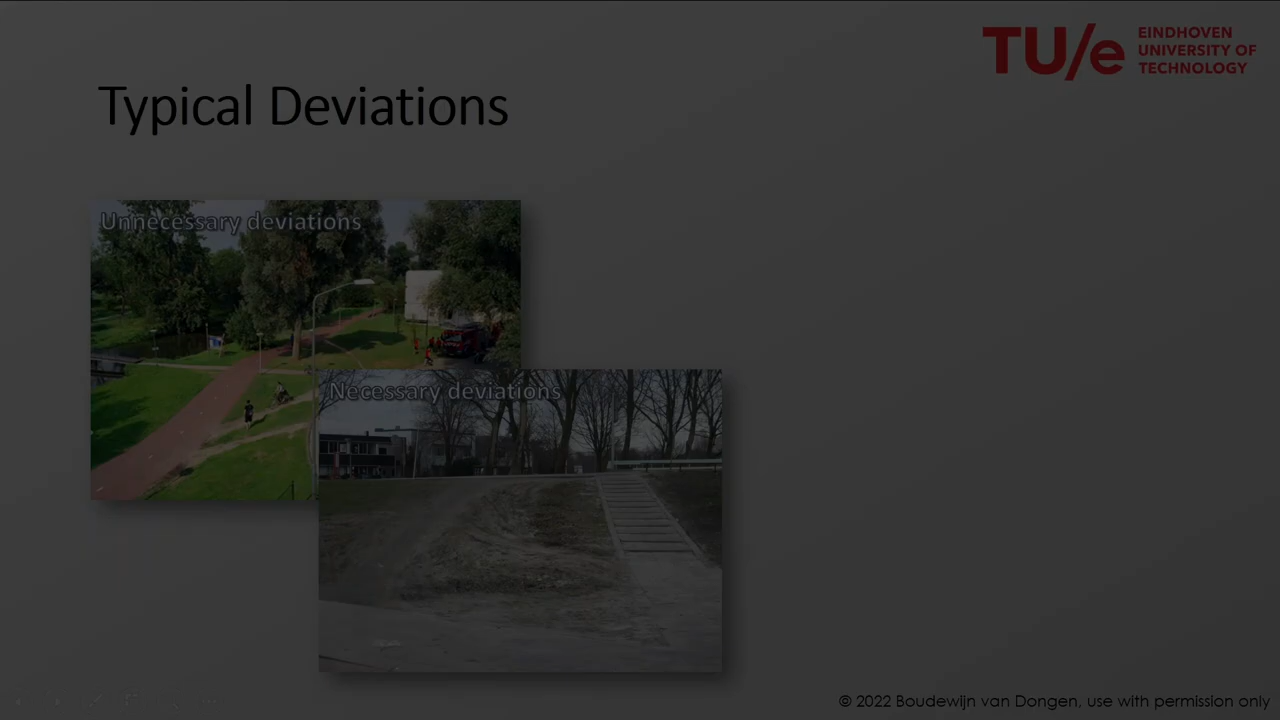 TU/e
EINDHOVEN
UNIVERSITY OF
TECHNOLOGY
Typical Deviations
Unnecessary deviations
Necessary deviations
© 2022 Boudewijn van Dongen, use with permission only